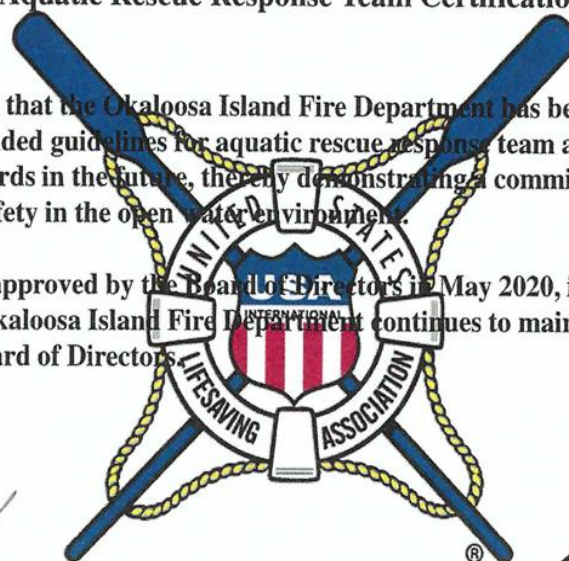 Aquatic Rescue Response Team Certificatio
that the Okaloosa Island Fire Department has be
ded guidelines for aquatic rescue response team a
rds in the future, thereby demonstrating a commi
fety in the open water environment.
approved by the Board of Directors in May 2020, i
kaloosa Island Fire Department continues to main
ard of Directors.
UNITED STATES
USA
INTERNATIONAL
LIFESAVING ASSOCIATION
®